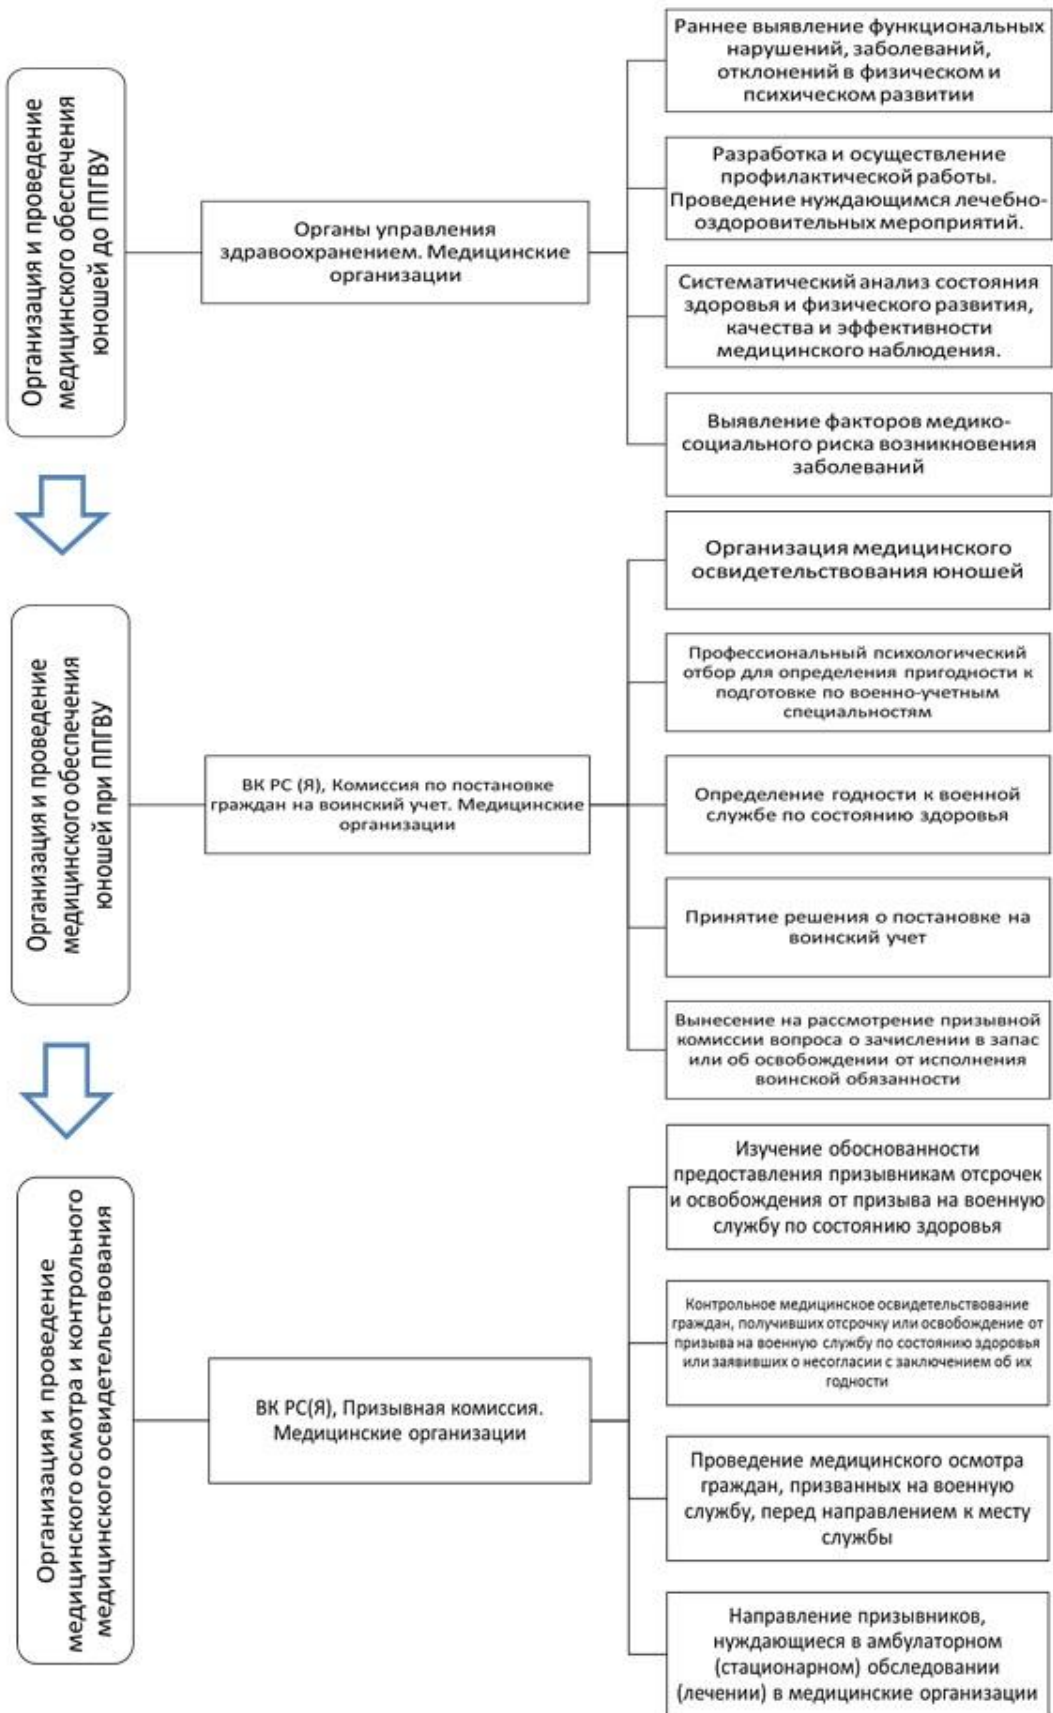 Организация и проведение
медицинского обеспечения
юношей до ППГВУ
Органы управления
здравоохранением. Медицинские
организации
Раннее выявление функциональных
нарушений, заболеваний,
отклонений в физическом и
психическом развитии
Разработка и осуществление
профилактической работы.
Проведение нуждающимся лечебно-
оздоровительных мероприятий.
Систематический анализ состояния
здоровья и физического развития,
качества и эффективности
медицинского наблюдения.
Выявление факторов медико-
социального риска возникновения
заболеваний
Организация и проведение
медицинского обеспечения
юношей при ППГВУ
ВК РС (Я), Комиссия по постановке
граждан на воинский учет. Медицинские
организации
Организация медицинского
освидетельствования юношей
Профессиональный психологический
отбор для определения пригодности к
подготовке по военно-учетным
специальностям
Определение годности к военной
службе по состоянию здоровья
Принятие решения о постановке на
воинский учет
Вынесение на рассмотрение призывной
комиссии вопроса о зачислении в запас
или об освобождении от исполнения
воинской обязанности
Организация и проведение
медицинского осмотра и контрольного
медицинского освидетельствования
ВК РС(Я), Призывная комиссия.
Медицинские организации
Изучение обоснованности
предоставления призывникам отсрочек
и освобождения от призыва на военную
службу по состоянию здоровья
Контрольное медицинское освидетельствование
граждан, получивших отсрочку или освобождение от
призыва на военную службу по состоянию здоровья
или заявивших о несогласии с заключением об их
годности
Проведение медицинского осмотра
граждан, призванных на военную
службу, перед направлением к месту
службы
Направление призывников,
нуждающиеся в амбулаторном
(стационарном) обследовании
(лечении) в медицинские организации